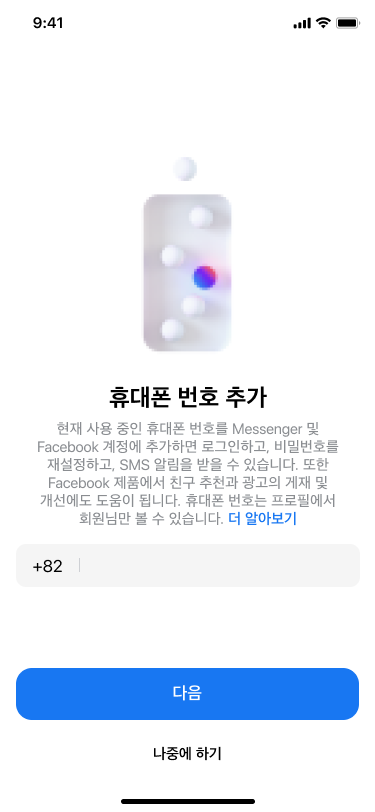 9:41
휴대폰 번호 추가
현재 사용 중인 휴대폰 번호를 Messenger 및
Facebook 계정에 추가하면 로그인하고, 비밀번호를
재설정하고, SMS 알림을 받을 수 있습니다. 또한
Facebook 제품에서 친구 추천과 광고의 게재 및
개선에도 도움이 됩니다. 휴대폰 번호는 프로필에서
회원님만 볼 수 있습니다. 더 알아보기
+82
다음
나중에 하기